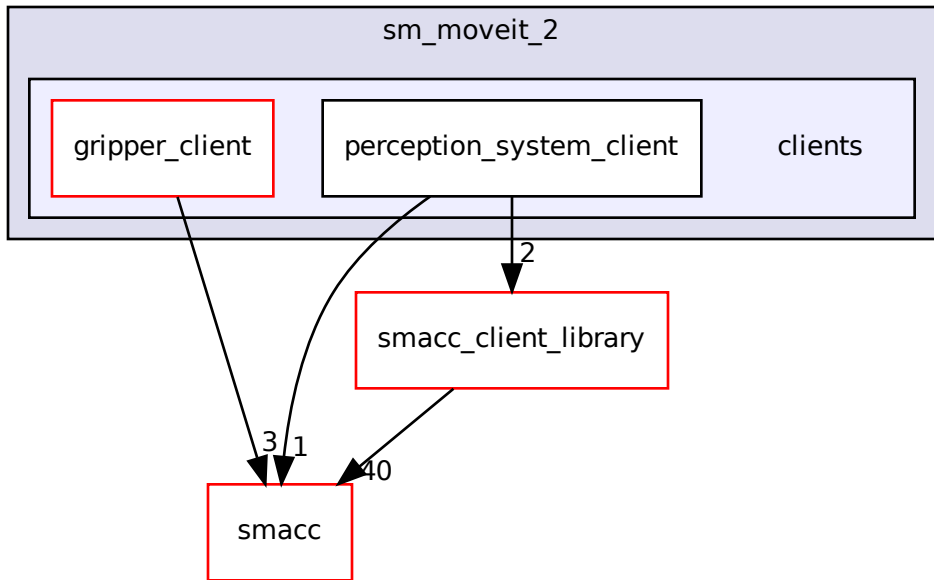 sm_moveit_2
gripper_client
perception_system_client
clients
2
smacc_client_library
3
1
40
smacc